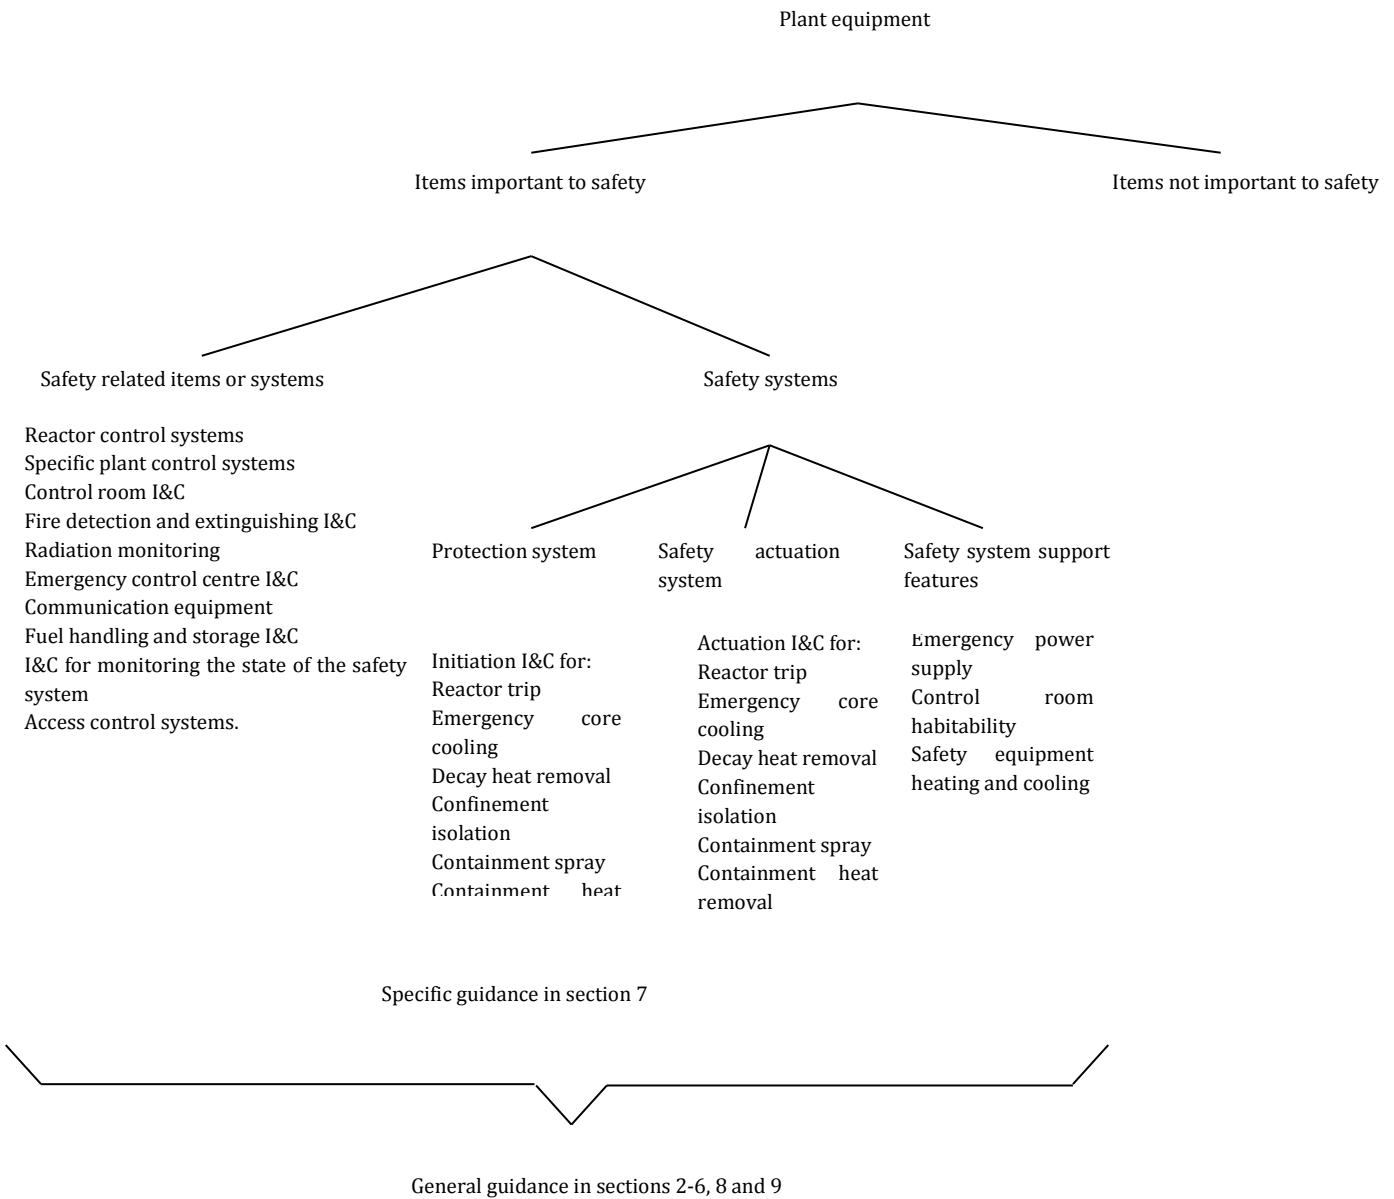 Plant equipment
Items important to safety
Items not important to safety
Safety related items or systems
Safety systems
Reactor control systems
Specific plant control systems
Control room I&C
Fire detection and extinguishing I&C
Radiation monitoring
Emergency control centre I&C
Communication equipment
Fuel handling and storage I&C
I&C for monitoring the state of the safety
system
Access control systems.
Protection system
Initiation I&C for:
Reactor trip
Emergency core
cooling
Decay heat removal
Confinement
isolation
Containment spray
Containment heat
Safety actuation
system
Actuation I&C for:
Reactor trip
Emergency core
cooling
Decay heat removal
Confinement
isolation
Containment spray
Containment heat
removal
Safety system support
features
Emergency power
supply
Control room
habitability
Safety equipment
heating and cooling
Specific guidance in section 7
General guidance in sections 2-6, 8 and 9